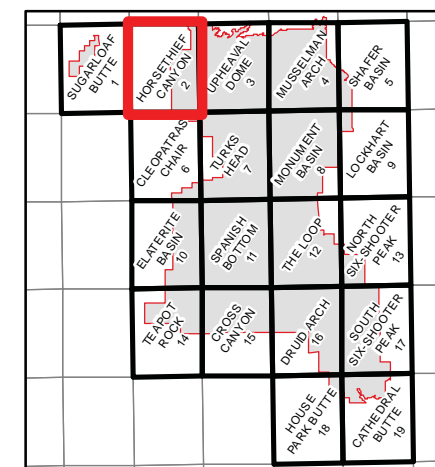 SUGARLOAF
BUTTE
1
HORSETHIEF
CANYON
2
UPHEAVAL
DOME
3
MUSSELMAN
ARCH
4
SHAFER
BASIN
5
CLEOPATRAS
CHAIR
6
TURKS
HEAD
7
MONUMENT
BASIN
8
LOCKHART
BASIN
9
ELATERITE
BASIN
10
SPANISH
BOTTOM
11
THE LOOP
12
NORTH
SIX-SHOOTER
PEAK
13
TEAPOT
ROCK
14
CROSS
CANYON
15
DRUID ARCH
16
SOUTH
SIX-SHOOTER
PEAK
17
HOUSE
PARK BUTTE
18
CATHEDRAL
BUTTE
19